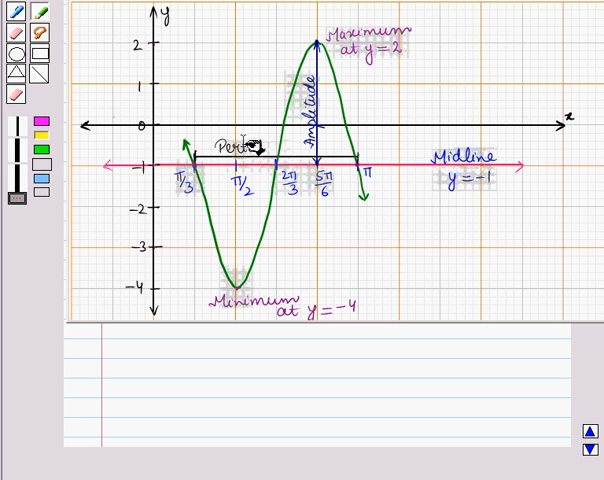 y
Maximum
at y = 2
2
1
Amplitude
x
0
Midline
y = −1
−1
π/3
π/2
2π/3
5π/6
π
−2
−3
−4
Minimum
at y = −4